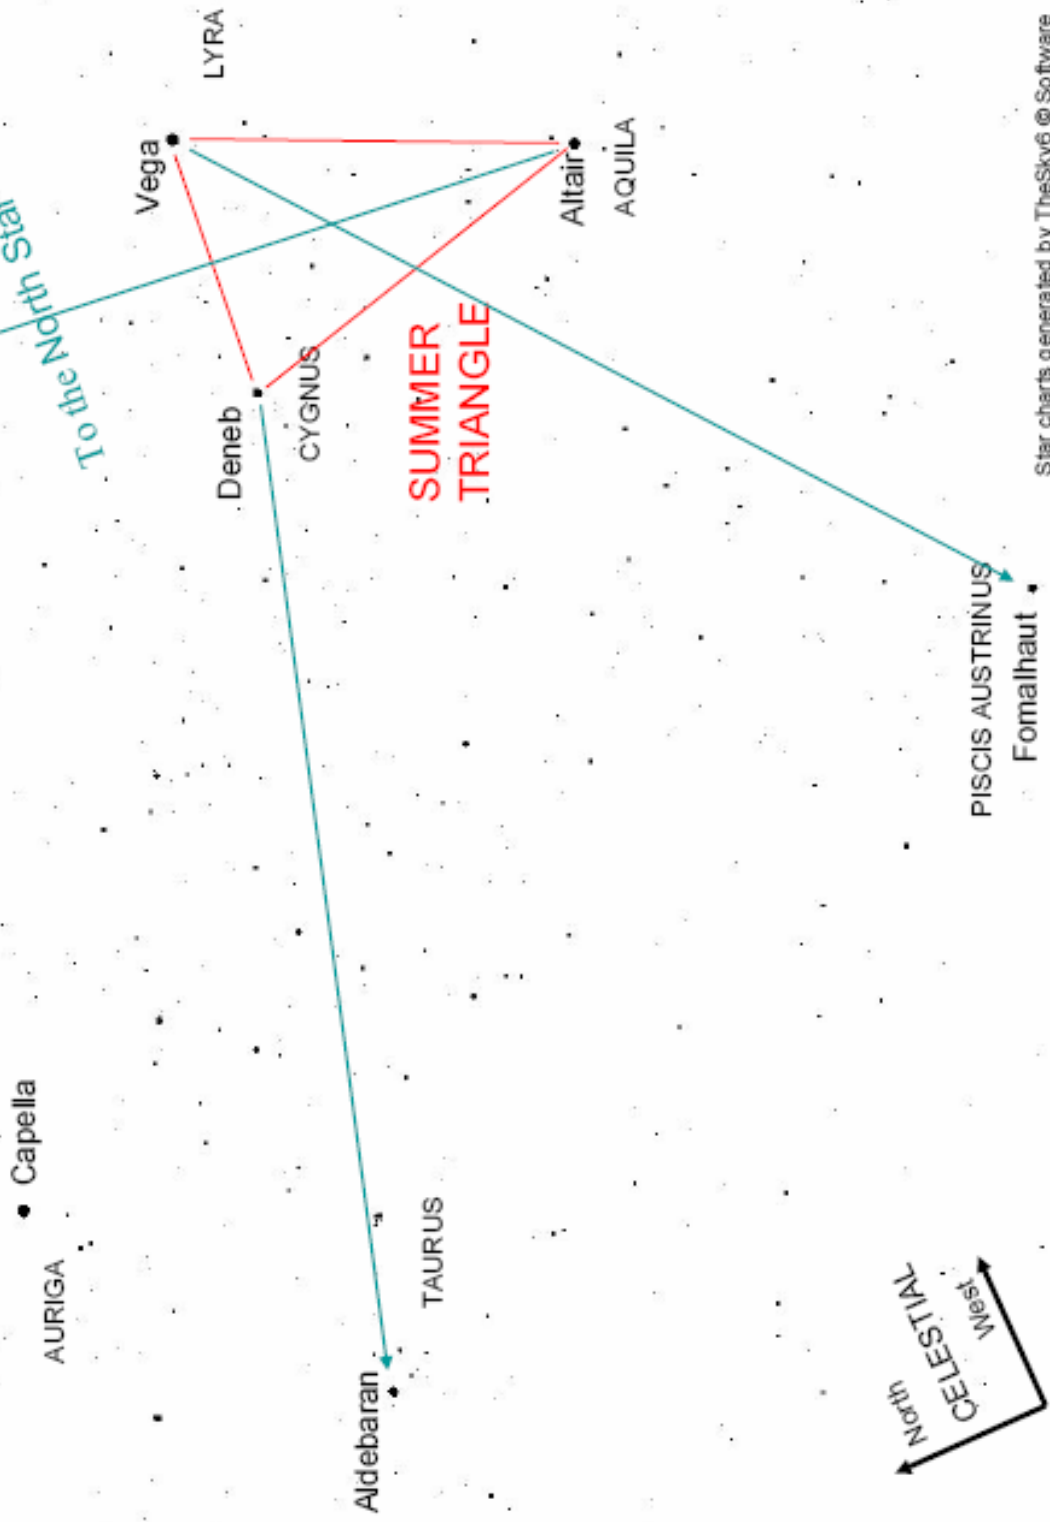 To the North Star
LYRA
Vega
Altair
AQUILA
Deneb
CYGNUS
SUMMER
TRIANGLE
PISCIS AUSTRINUS
Fomalhaut
Capella
AURIGA
TAURUS
Aldebaran
North
CELESTIAL
West
Star charts generated by TheSky6 © Software